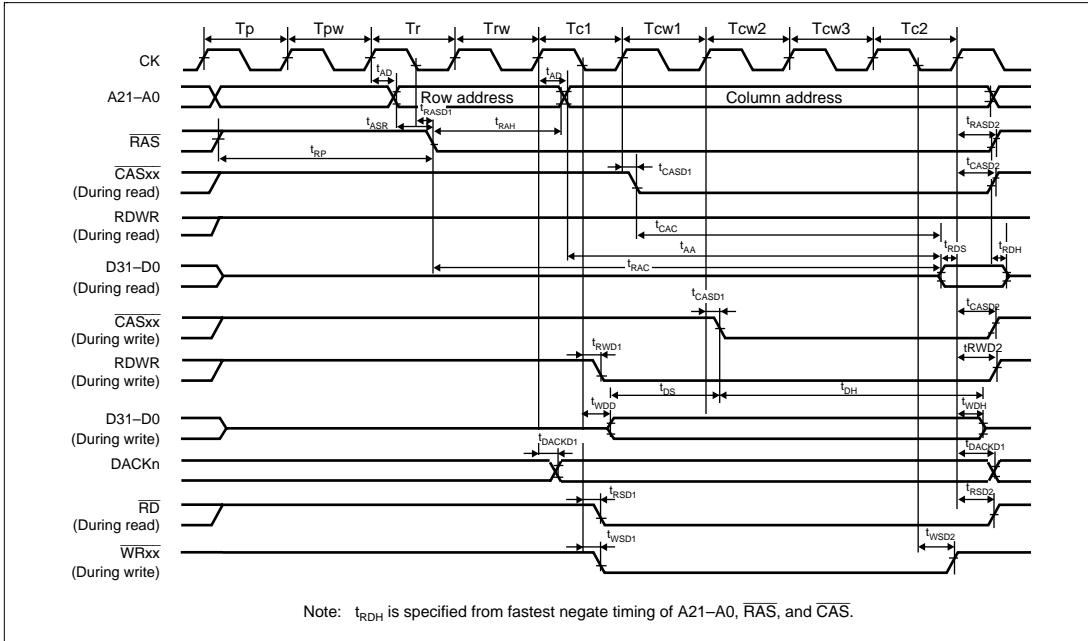 Tp Tpw Tr Trw Tc1 Tcw1 Tcw2 Tcw3 Tc2
CK
tAD tAD
A21–A0 Row address Column address
tRASD1
tASR tRAH tRASD2
RAS
tRP
CASxx tCASD1 tCASD2
(During read)
RDWR
(During read) tCAC
tAA tRDS tRDH
D31–D0 tRAC
(During read)
tCASD1 tCASD2
CASxx
(During write)
RDWR tRWD1 tRWD2
(During write)
tDS tDH
D31–D0 tWDD tWDH
(During write)
tDACKD1 tDACKD1
DACKn
RD tRSD1 tRSD2
(During read)
WRxx tWSD1 tWSD2
(During write)
Note: tRDH is specified from fastest negate timing of A21–A0, RAS, and CAS.